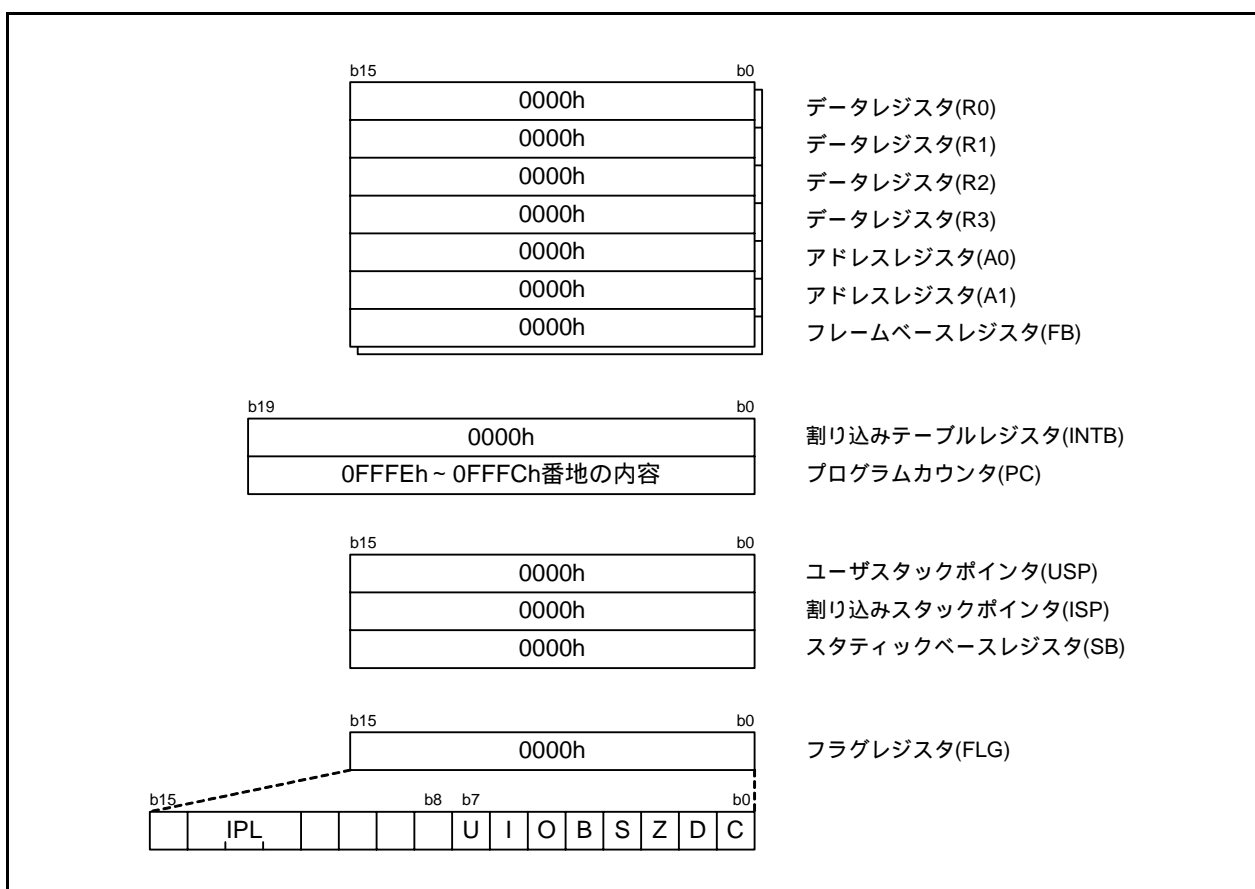 b15 b0
0000h データレジスタ(R0)
0000h データレジスタ(R1)
0000h データレジスタ(R2)
0000h データレジスタ(R3)
0000h アドレスレジスタ(A0)
0000h アドレスレジスタ(A1)
0000h フレームベースレジスタ(FB)
b19 b0
0000h 割り込みテーブルレジスタ(INTB)
0FFFEh ~ 0FFFCh番地の内容 プログラムカウンタ(PC)
b15 b0
0000h ユーザスタックポインタ(USP)
0000h 割り込みスタックポインタ(ISP)
0000h スタティックベースレジスタ(SB)
b15 b0
0000h フラグレジスタ(FLG)
b15 b8 b7 b0
IPL U I O B S Z D C